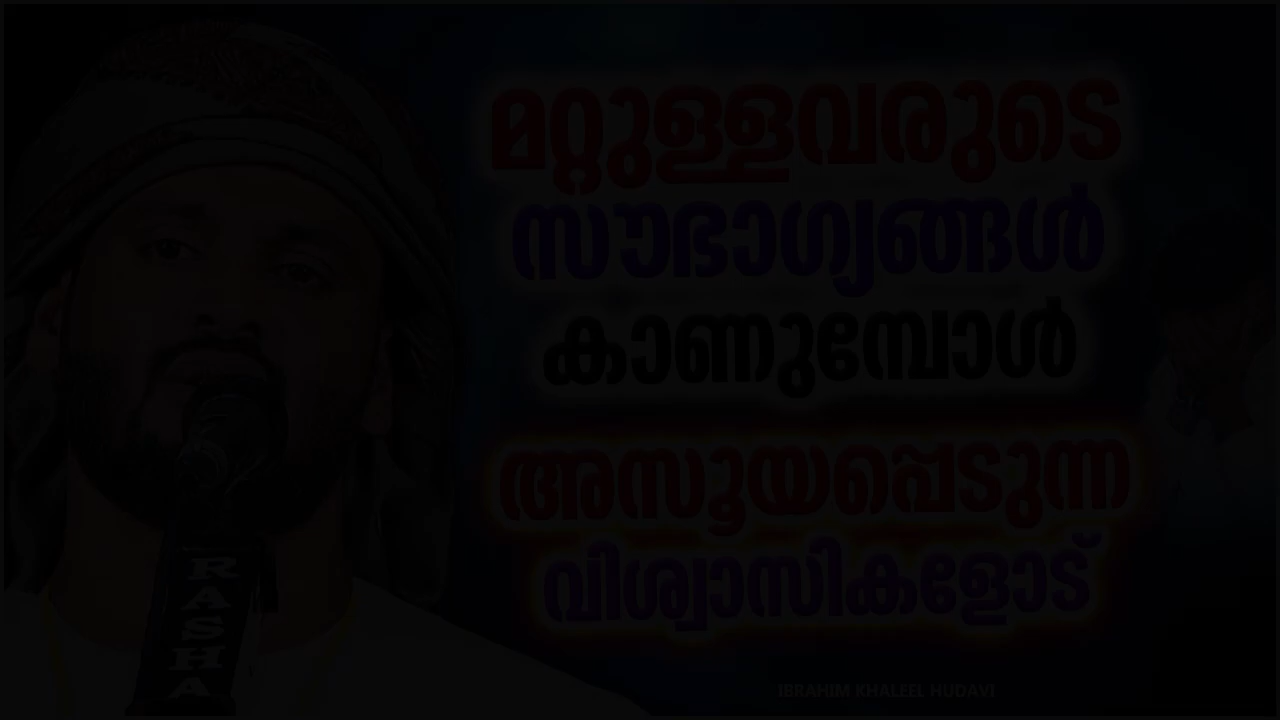 മറ്റുള്ളവരുടെ
സൗഭാഗ്യങ്ങൾ
കാണുമ്പോൾ
അസൂയപ്പെടുന്ന
വിശ്വാസികളോട്
RASHA
IBRAHIM KHALEEL HUDAVI